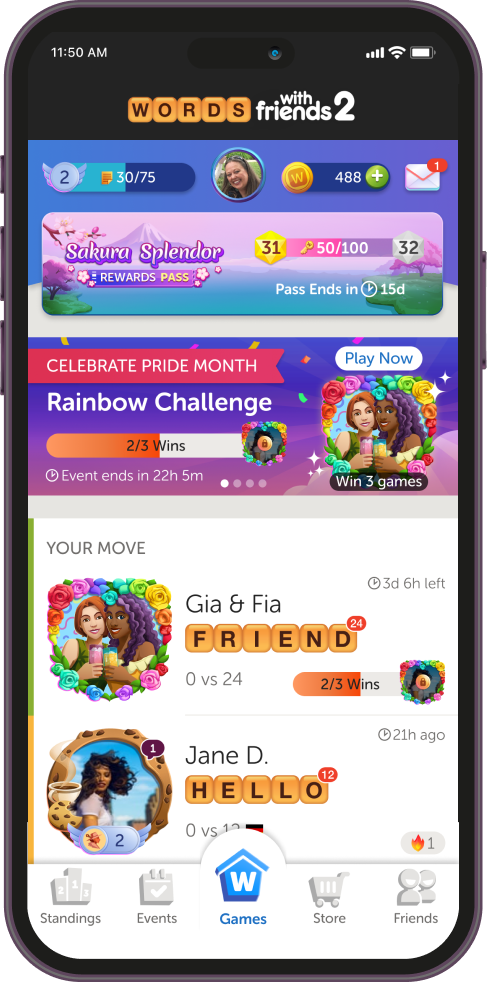 11:50 AM
WORDS with friends 2
2
30/75
W
488
+
1
Sakura Splendor
REWARDS PASS
31
50/100
32
Pass Ends in 15d
CELEBRATE PRIDE MONTH
Play Now
Rainbow Challenge
2/3 Wins
Event ends in 22h 5m
Win 3 games
YOUR MOVE
3d 6h left
Gia & Fia
FRIEND
24
0 vs 24
2/3 Wins
21h ago
1
Jane D.
HELLO
12
2
0 vs 12
1
2 1 3
W
Standings
Events
Games
Store
Friends